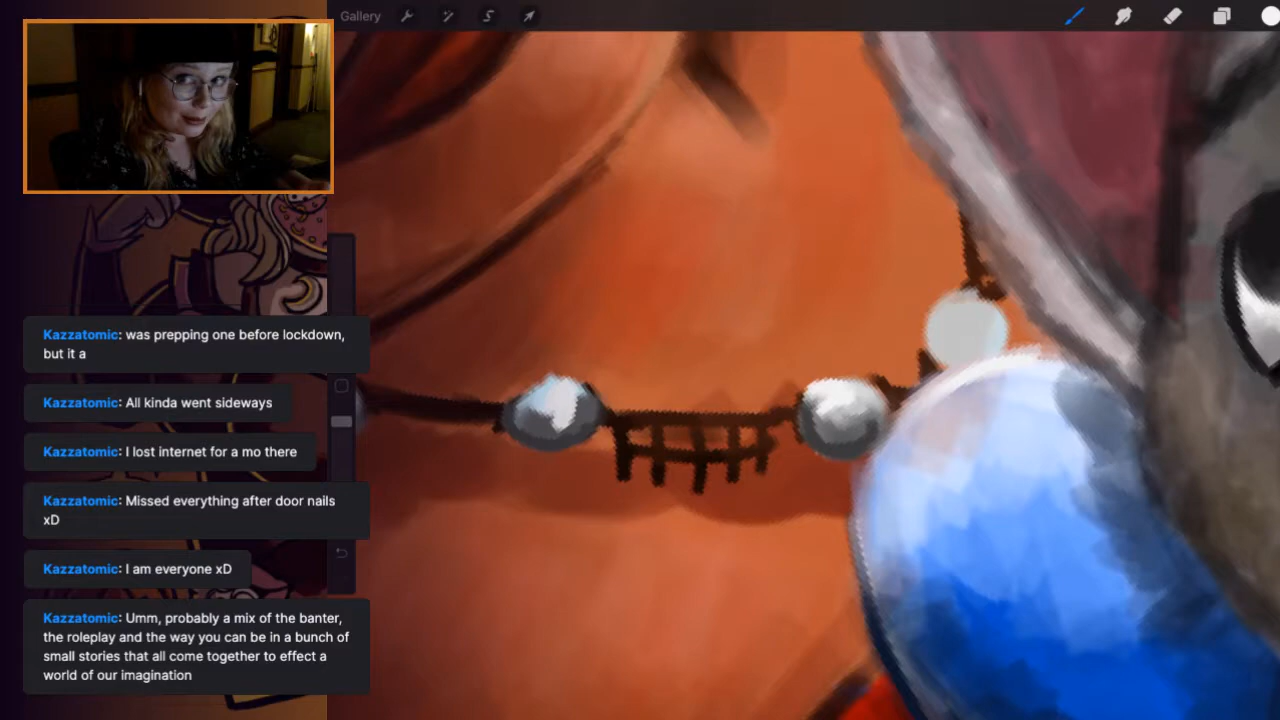 Gallery
Kazzatomic: was prepping one before lockdown,
but it a
Kazzatomic: All kinda went sideways
Kazzatomic: I lost internet for a mo there
Kazzatomic: Missed everything after door nails
xD
Kazzatomic: I am everyone xD
Kazzatomic: Umm, probably a mix of the banter,
the roleplay and the way you can be in a bunch of
small stories that all come together to effect a
world of our imagination